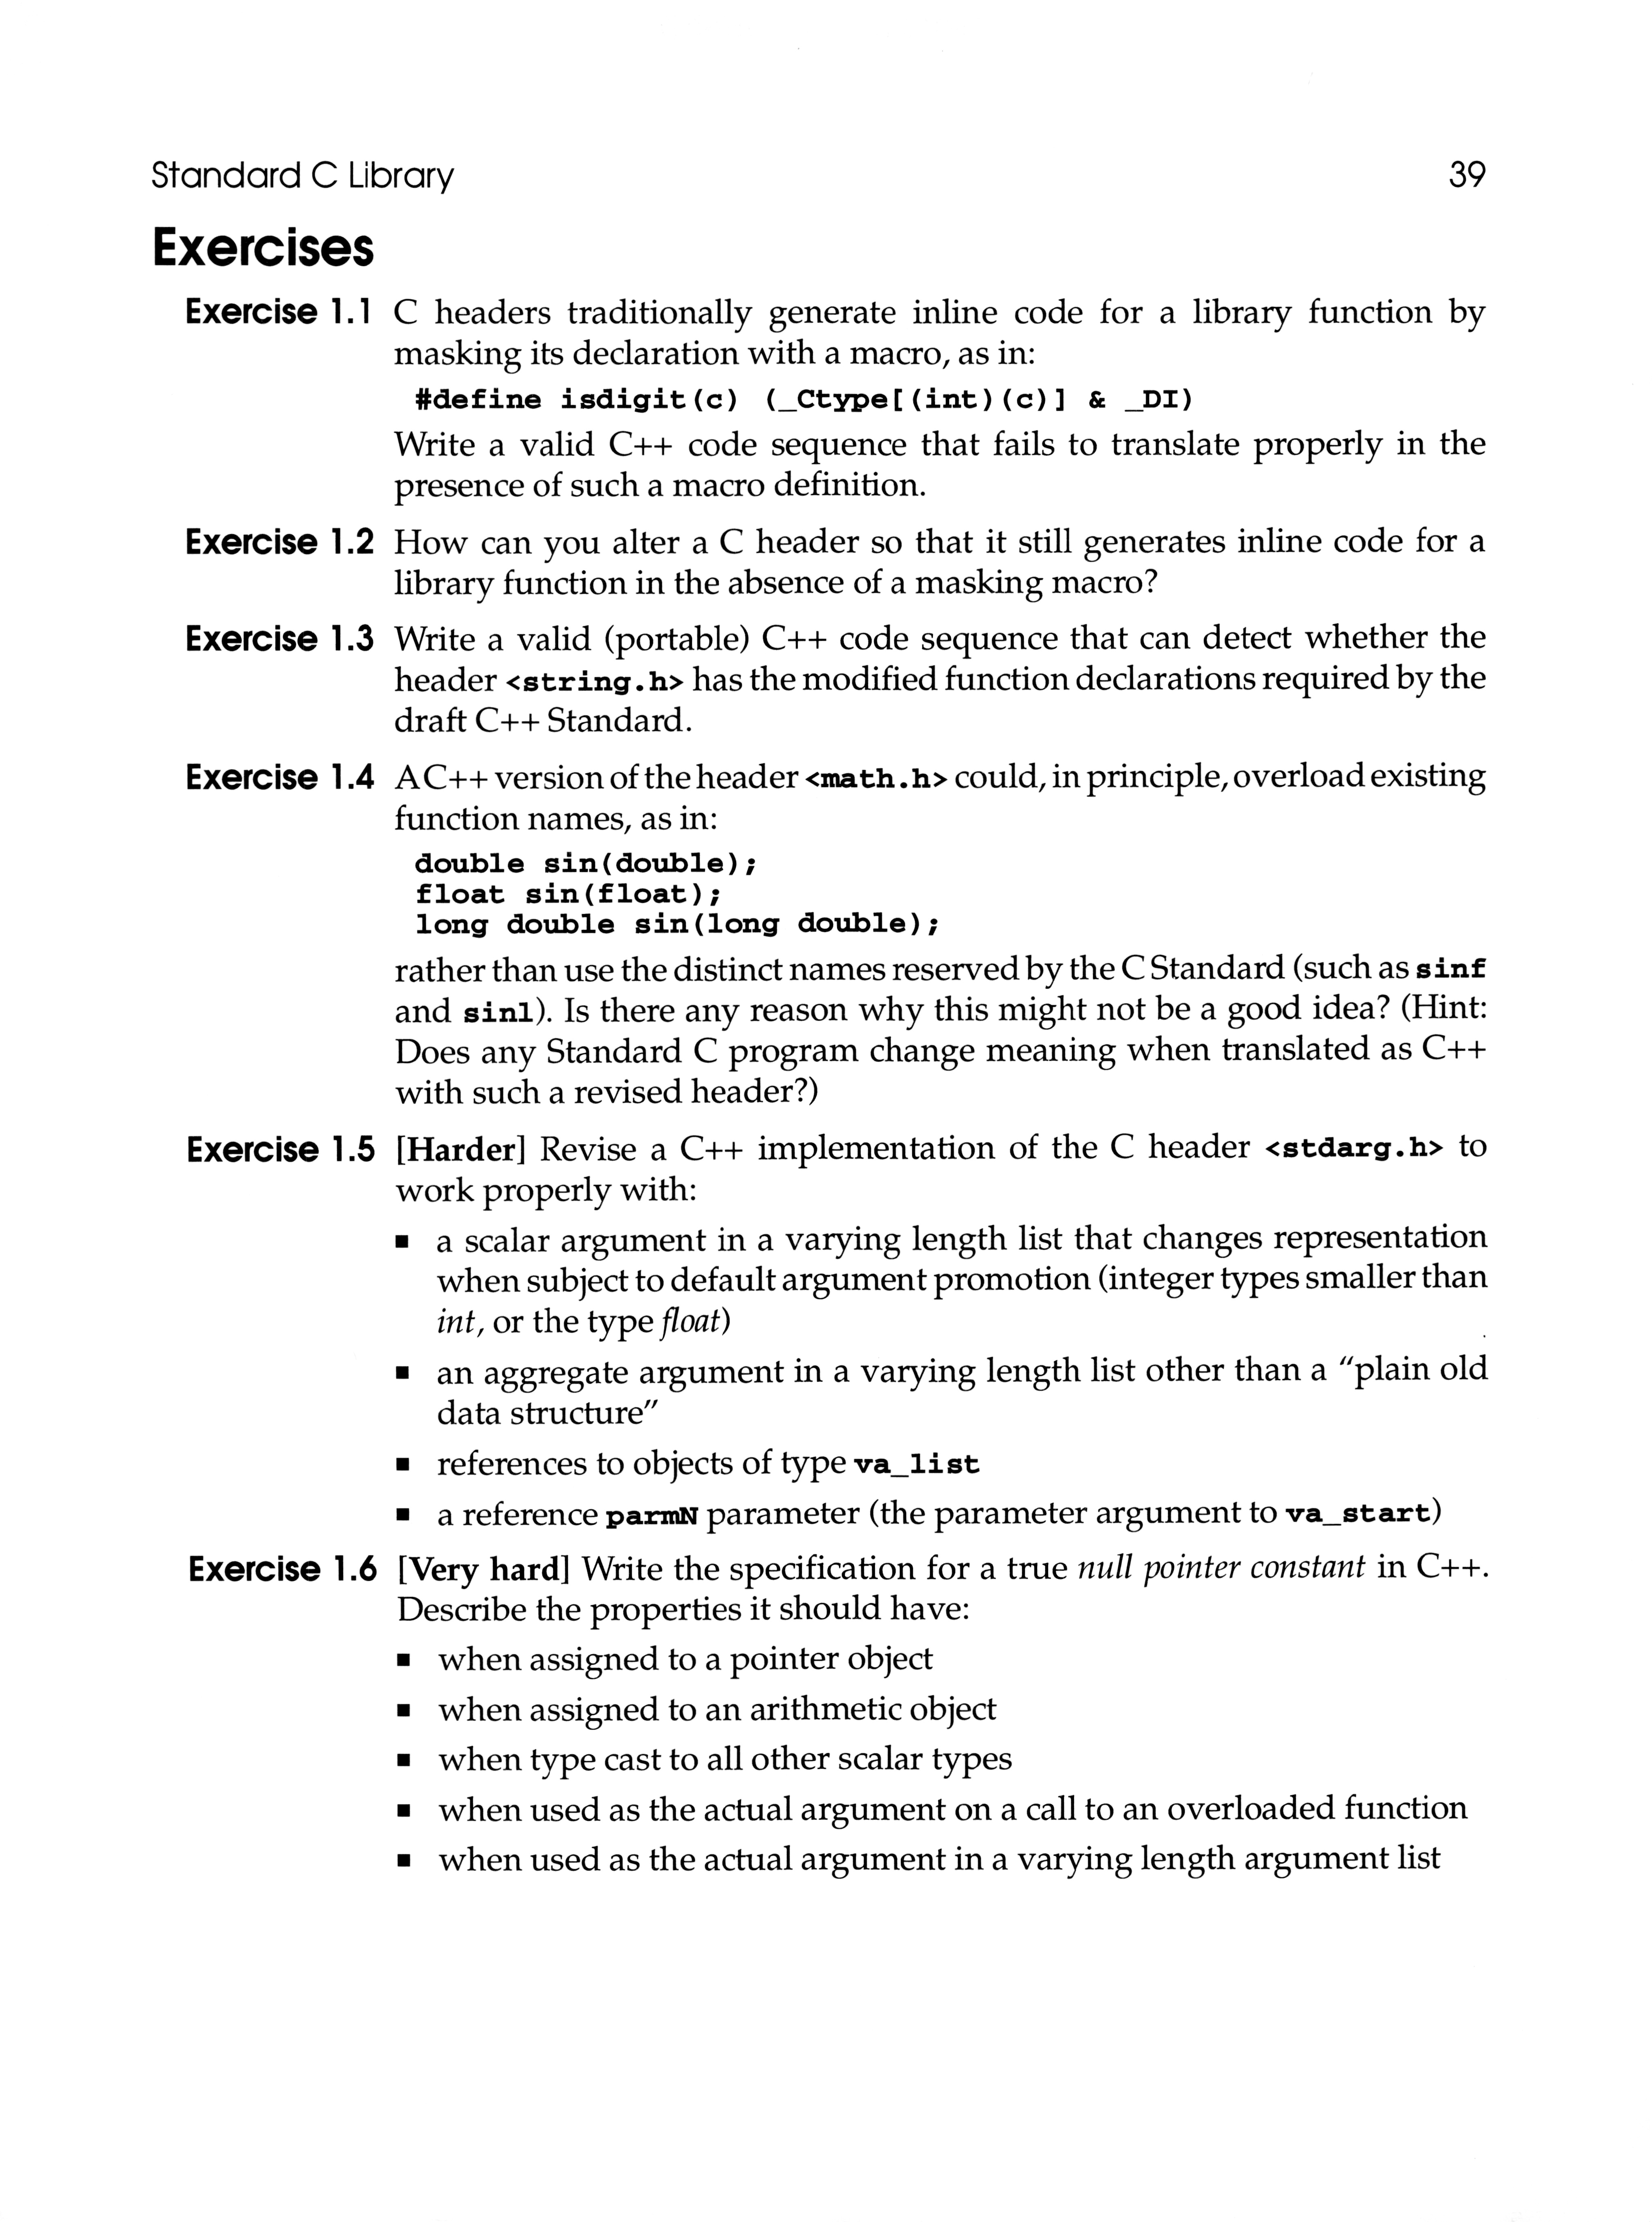 Standard C Library 39
Exercises
Exercise 1.1 C headers traditionally generate inline code for a library function by
masking its declaration with a macro, as in:
#define isdigit(c) (_Ctype[(int)(c)] & _DI)
Write a valid C++ code sequence that fails to translate properly in the
presence of such a macro definition.
Exercise 1.2 How can you alter a C header so that it still generates inline code for a
library function in the absence of a masking macro?
Exercise 1.3 Write a valid (portable) C++ code sequence that can detect whether the
header <string.h> has the modified function declarations required by the
draft C++ Standard.
Exercise 1.4 A C++ version of the header <math.h> could, in principle, overload existing
function names, as in:
double sin(double);
float sin(float);
long double sin(long double);
rather than use the distinct names reserved by the C Standard (such as sinf
and sinl). Is there any reason why this might not be a good idea? (Hint:
Does any Standard C program change meaning when translated as C++
with such a revised header?)
Exercise 1.5 [Harder] Revise a C++ implementation of the C header <stdarg.h> to
work properly with:
■ a scalar argument in a varying length list that changes representation
when subject to default argument promotion (integer types smaller than
int, or the type float)
■ an aggregate argument in a varying length list other than a "plain old
data structure"
■ references to objects of type va_list
■ a reference parmN parameter (the parameter argument to va_start)
Exercise 1.6 [Very hard] Write the specification for a true null pointer constant in C++.
Describe the properties it should have:
■ when assigned to a pointer object
■ when assigned to an arithmetic object
■ when type cast to all other scalar types
■ when used as the actual argument on a call to an overloaded function
■ when used as the actual argument in a varying length argument list